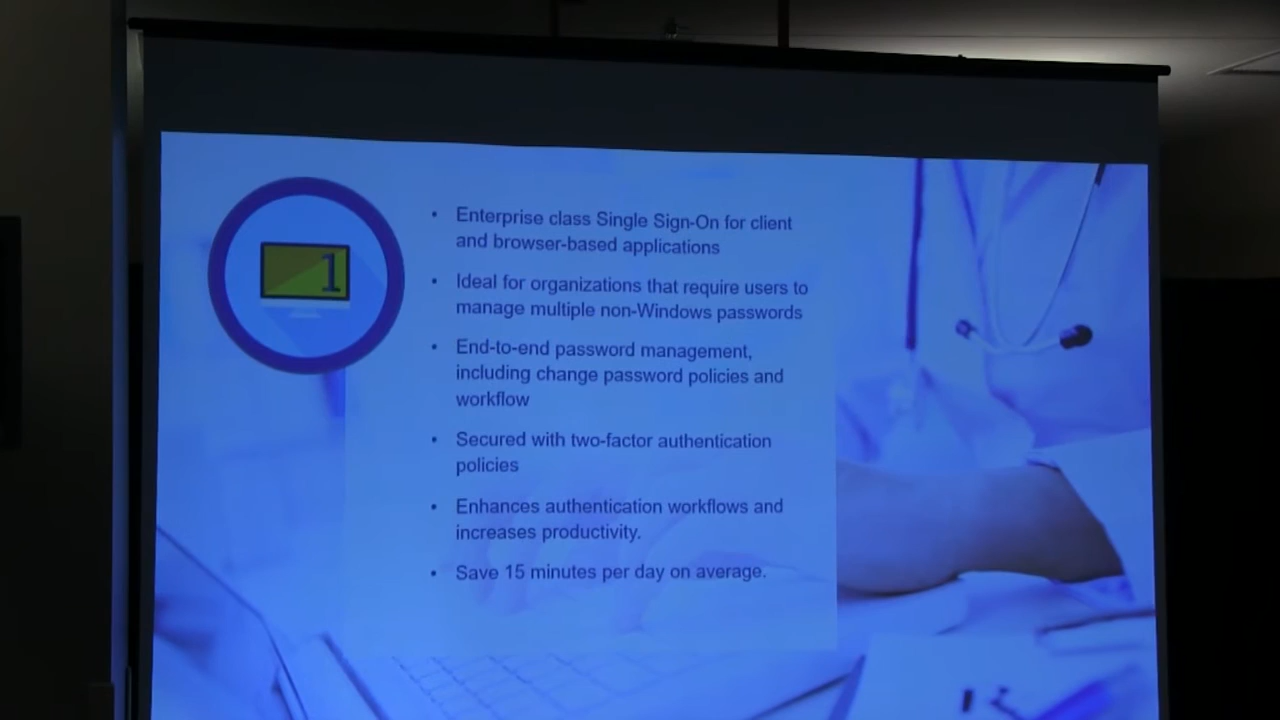 1
• Enterprise class Single Sign-On for client
and browser-based applications
• Ideal for organizations that require users to
manage multiple non-Windows passwords
• End-to-end password management,
including change password policies and
workflow
• Secured with two-factor authentication
policies
• Enhances authentication workflows and
increases productivity.
• Save 15 minutes per day on average.